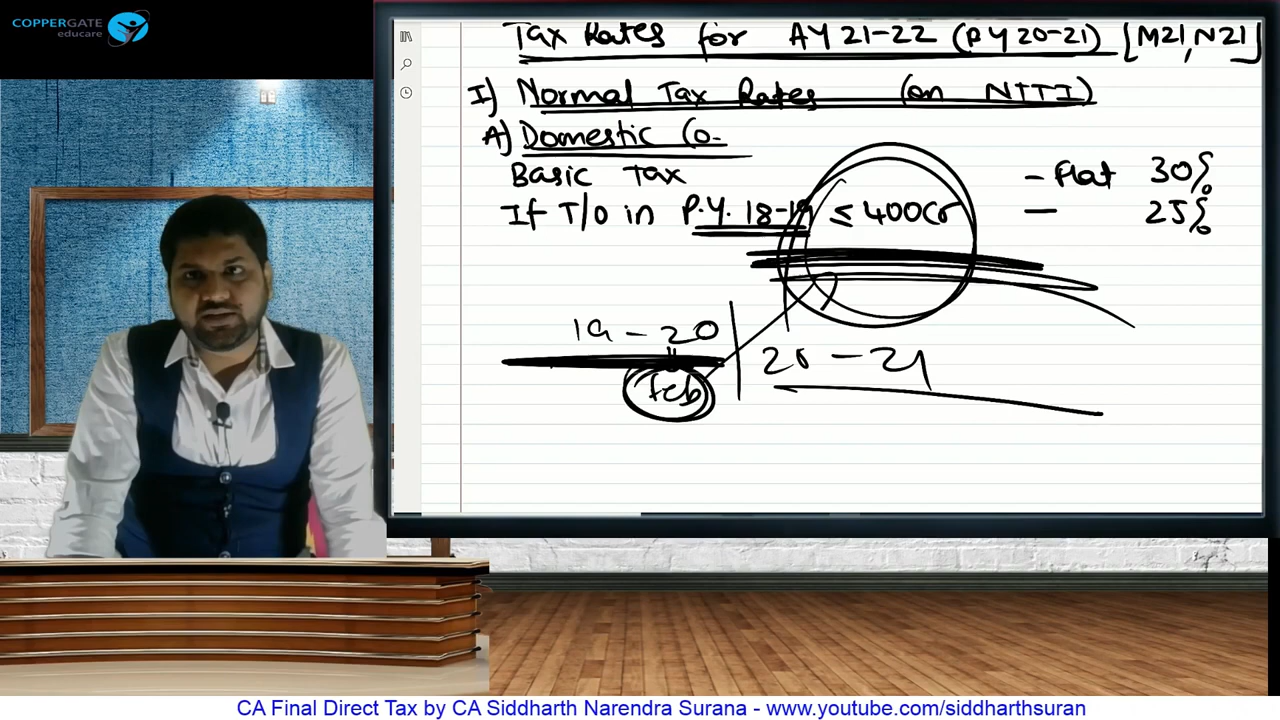 COPPERGATE
educare
Tax Rates for AY 21-22 (PY 20-21) [M21, N21]
I) Normal Tax Rates (on NTTI)
A) Domestic Co-
Basic Tax - Flat 30%
If T/O in P.Y. 18-19 ≤ 400Cr - 25%
19 - 20
20 - 21
Feb
CA Final Direct Tax by CA Siddharth Narendra Surana - www.youtube.com/siddharthsuran